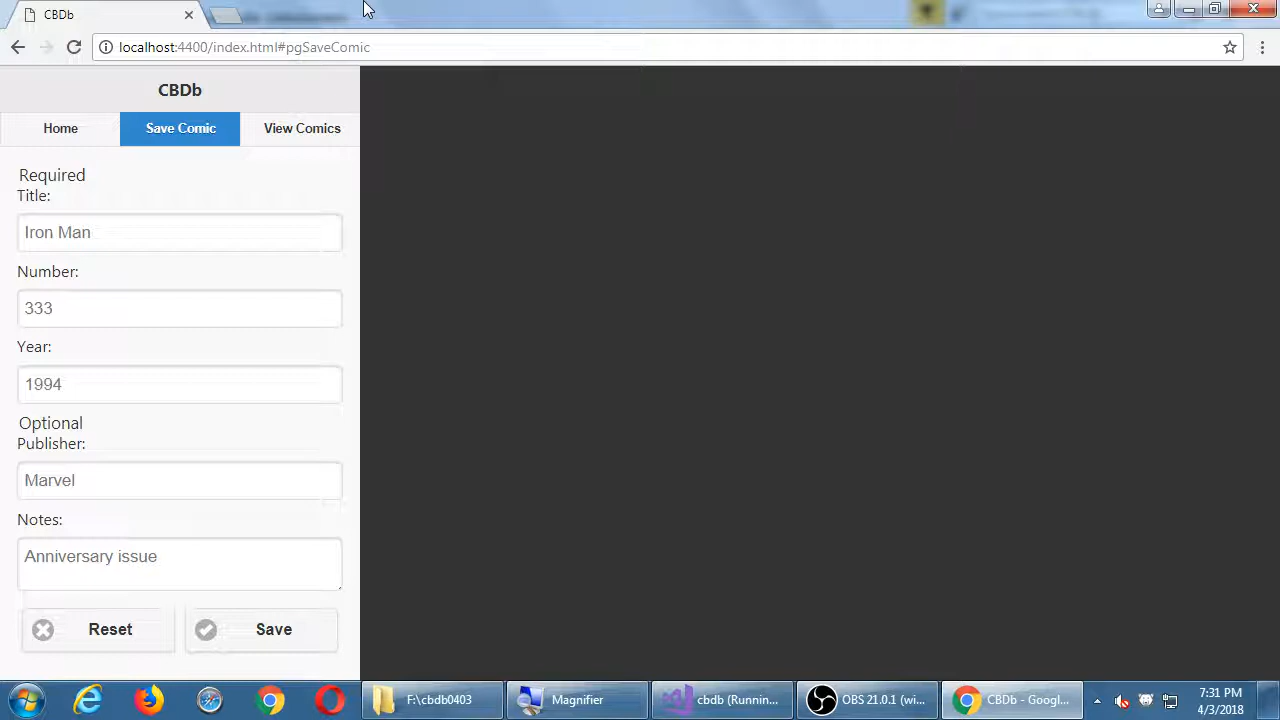 CBDb
localhost:4400/index.html#pgSaveComic
CBDb
Home
Save Comic
View Comics
Required
Title:
Iron Man
Number:
333
Year:
1994
Optional
Publisher:
Marvel
Notes:
Anniversary issue
Reset
Save
F:\cbdb0403
Magnifier
cbdb (Runnin...
OBS 21.0.1 (wi...
CBDb - Googl...
7:31 PM
4/3/2018